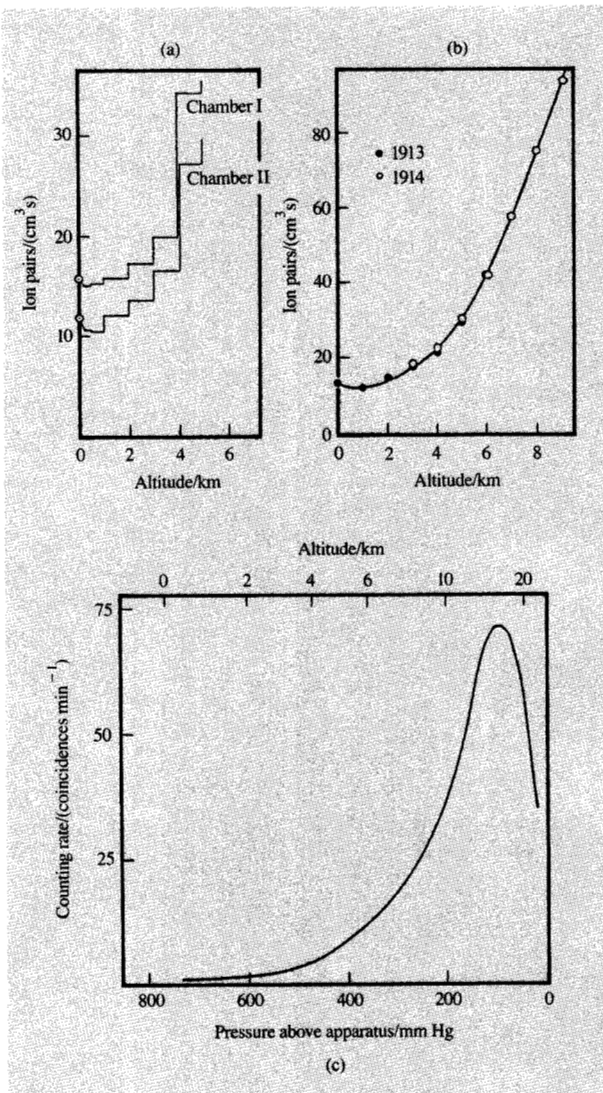 (a)
Ion pairs/(cm³s)
30
20
10
Chamber I
Chamber II
0 2 4 6
Altitude/km
(b)
Ion pairs/(cm³s)
80
60
40
20
0
1913
1914
0 2 4 6 8
Altitude/km
Altitude/km
0 2 4 6 10 20
Counting rate/(coincidences min⁻¹)
75
50
25
800 600 400 200 0
Pressure above apparatus/mm Hg
(c)